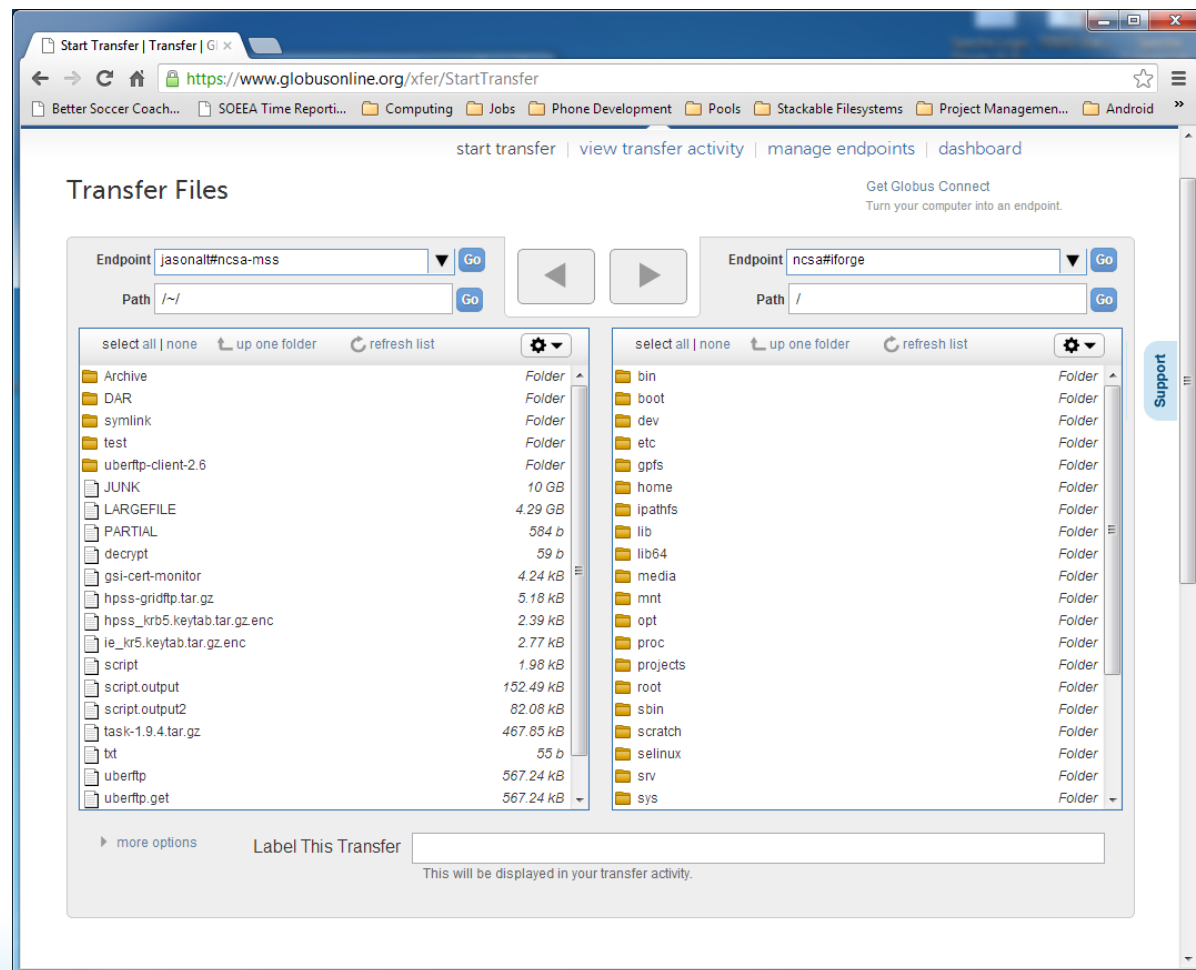 Start Transfer | Transfer | Gl
https://www.globusonline.org/xfer/StartTransfer
Better Soccer Coach... SOEEA Time Reporti... Computing Jobs Phone Development Pools Stackable Filesystems Project Managemen... Android »
start transfer | view transfer activity | manage endpoints | dashboard
Transfer Files
Get Globus Connect
Turn your computer into an endpoint.
Endpoint jasonalt#ncsa-mss Go
Path /~/ Go
Endpoint ncsa#iforge Go
Path / Go
select all | none up one folder refresh list
Archive Folder
DAR Folder
symlink Folder
test Folder
uberftp-client-2.6 Folder
JUNK 10 GB
LARGEFILE 4.29 GB
PARTIAL 584 b
decrypt 59 b
gsi-cert-monitor 4.24 kB
hpss-gridftp.tar.gz 5.18 kB
hpss_krb5.keytab.tar.gz.enc 2.39 kB
ie_kr5.keytab.tar.gz.enc 2.77 kB
script 1.98 kB
script.output 152.49 kB
script.output2 82.08 kB
task-1.9.4.tar.gz 467.85 kB
txt 55 b
uberftp 567.24 kB
uberftp.get 567.24 kB
select all | none up one folder refresh list
bin Folder
boot Folder
dev Folder
etc Folder
gpfs Folder
home Folder
ipathfs Folder
lib Folder
lib64 Folder
media Folder
mnt Folder
opt Folder
proc Folder
projects Folder
root Folder
sbin Folder
scratch Folder
selinux Folder
srv Folder
sys Folder
Support
more options
Label This Transfer
This will be displayed in your transfer activity.